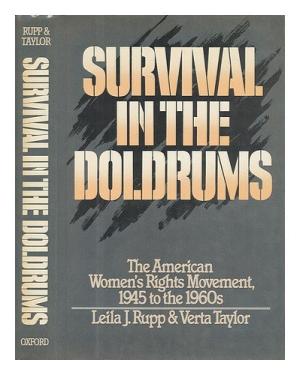 RUPP &
TAYLOR
SURVIVAL IN THE DOLDRUMS
OXFORD
SURVIVAL
IN THE
DOLDRUMS
The American
Women's Rights Movement,
1945 to the 1960s
Leila J. Rupp & Verta Taylor